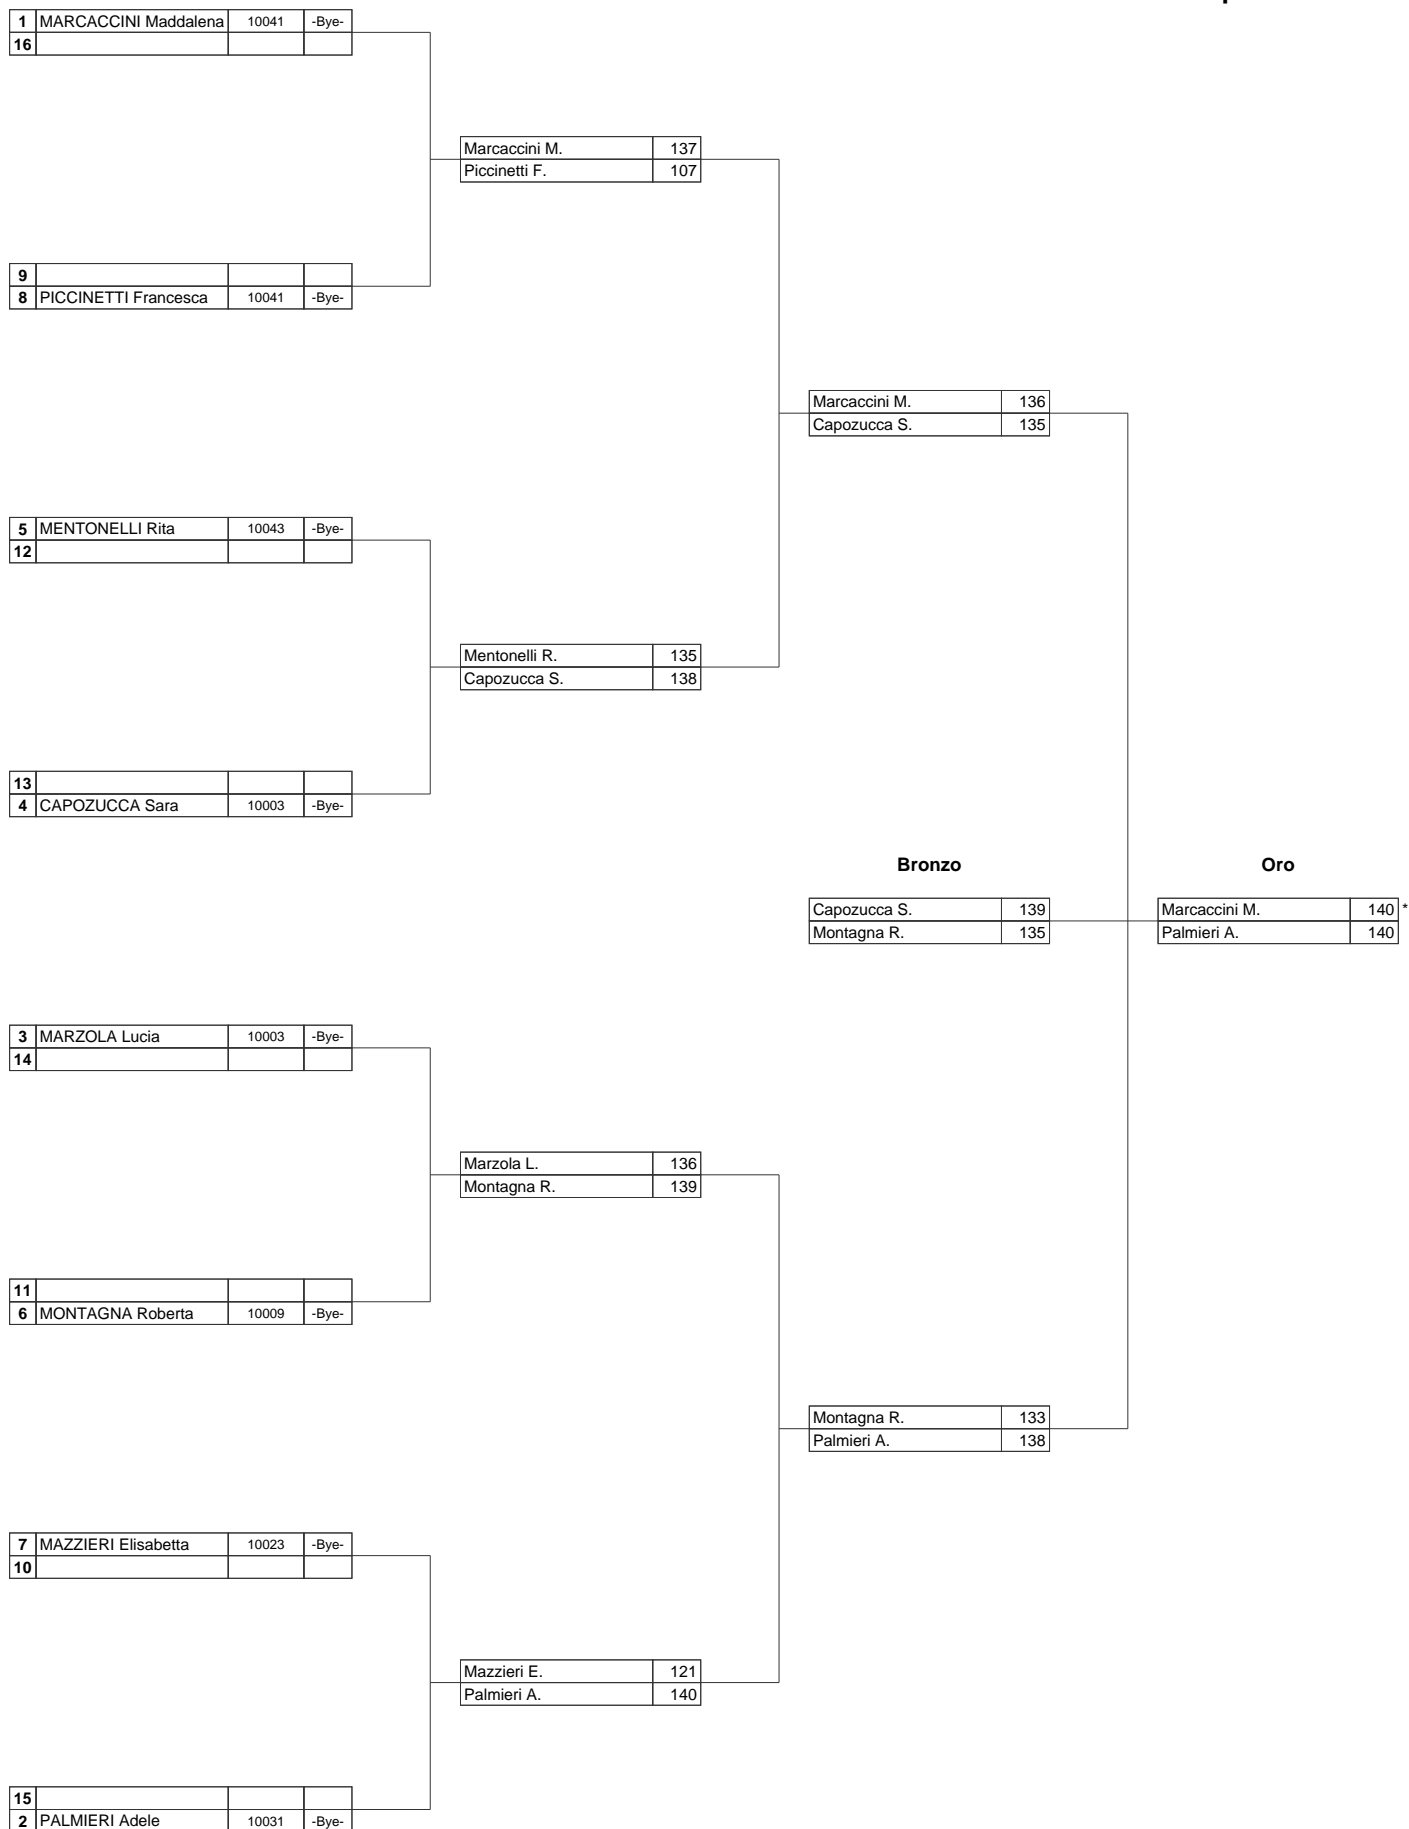 1 MARCACCINI Maddalena 10041 -Bye-
16
Marcaccini M. 137
Piccinetti F. 107
9
8 PICCINETTI Francesca 10041 -Bye-
Marcaccini M. 136
Capozucca S. 135
5 MENTONELLI Rita 10043 -Bye-
12
Mentonelli R. 135
Capozucca S. 138
13
4 CAPOZUCCA Sara 10003 -Bye-
Bronzo Oro
Capozucca S. 139 Marcaccini M. 140 *
Montagna R. 135 Palmieri A. 140
3 MARZOLA Lucia 10003 -Bye-
14
Marzola L. 136
Montagna R. 139
11
6 MONTAGNA Roberta 10009 -Bye-
Montagna R. 133
Palmieri A. 138
7 MAZZIERI Elisabetta 10023 -Bye-
10
Mazzieri E. 121
Palmieri A. 140
15
2 PALMIERI Adele 10031 -Bye-